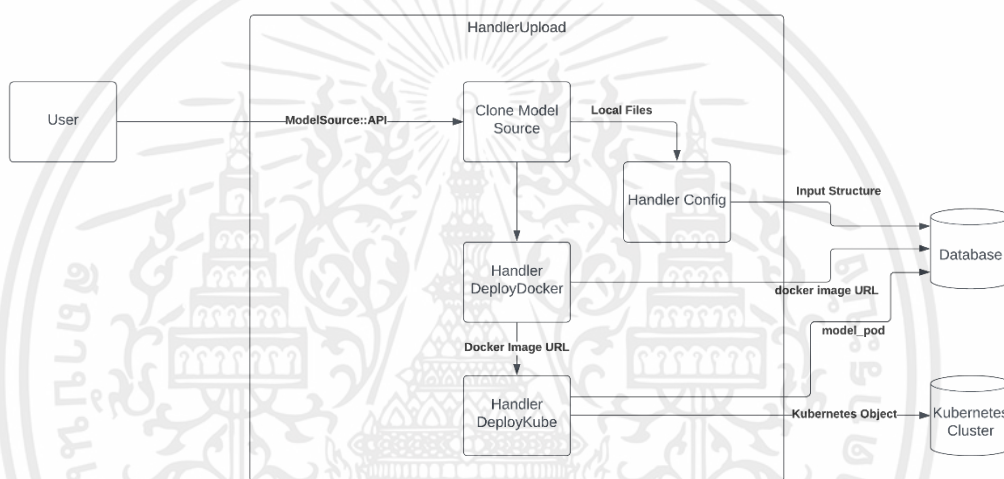 HandlerUpload
User
ModelSource::API
Clone Model
Source
Local Files
Handler Config
Input Structure
Database
Handler
DeployDocker
docker image URL
Docker Image URL
model_pod
Handler
DeployKube
Kubernetes Object
Kubernetes
Cluster